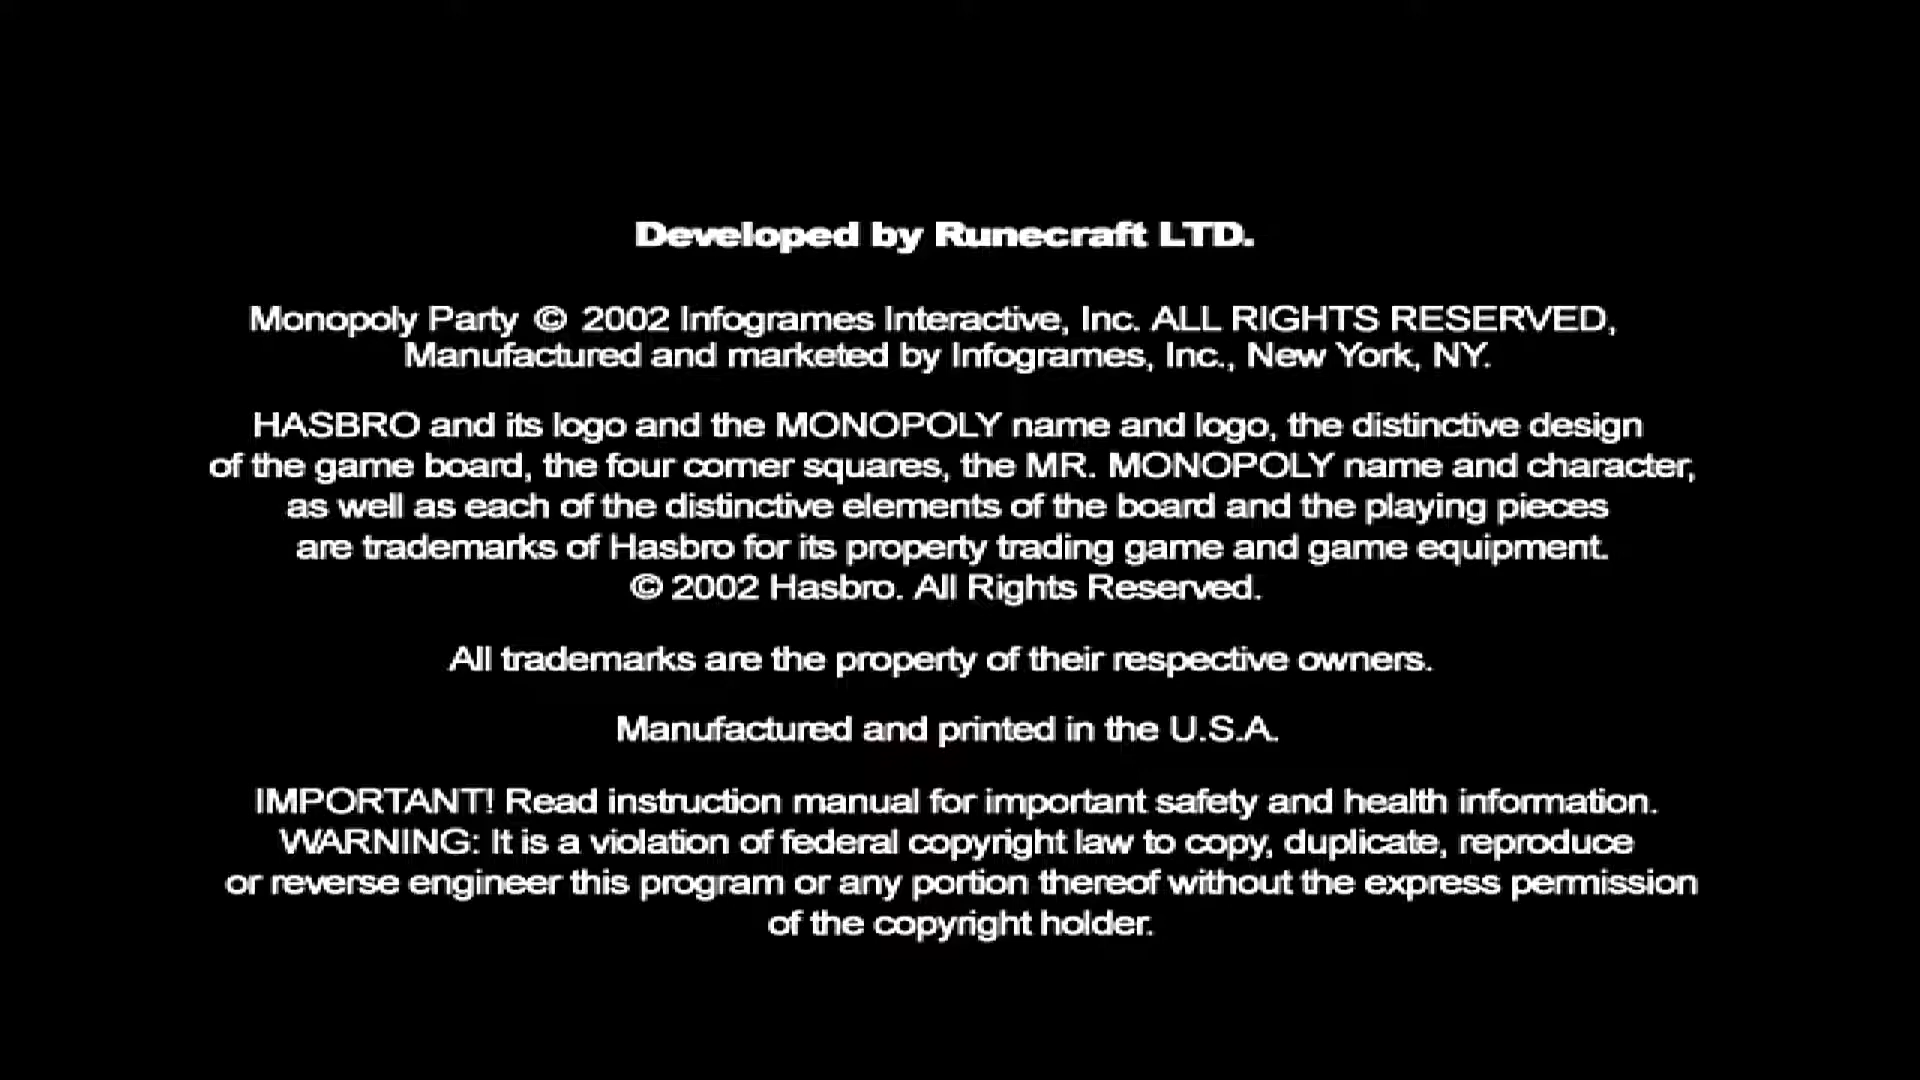 Developed by Runecraft LTD.
Monopoly Party © 2002 Infogrames Interactive, Inc. ALL RIGHTS RESERVED,
Manufactured and marketed by Infogrames, Inc., New York, NY.
HASBRO and its logo and the MONOPOLY name and logo, the distinctive design
of the game board, the four corner squares, the MR. MONOPOLY name and character,
as well as each of the distinctive elements of the board and the playing pieces
are trademarks of Hasbro for its property trading game and game equipment.
© 2002 Hasbro. All Rights Reserved.
All trademarks are the property of their respective owners.
Manufactured and printed in the U.S.A.
IMPORTANT! Read instruction manual for important safety and health information.
WARNING: It is a violation of federal copyright law to copy, duplicate, reproduce
or reverse engineer this program or any portion thereof without the express permission
of the copyright holder.